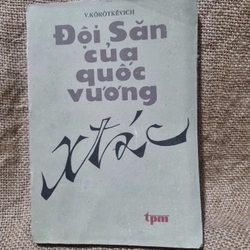 V.KÔRÔTKÊVICH
Đội Săn
của
quốc
vương
xtác
tpm